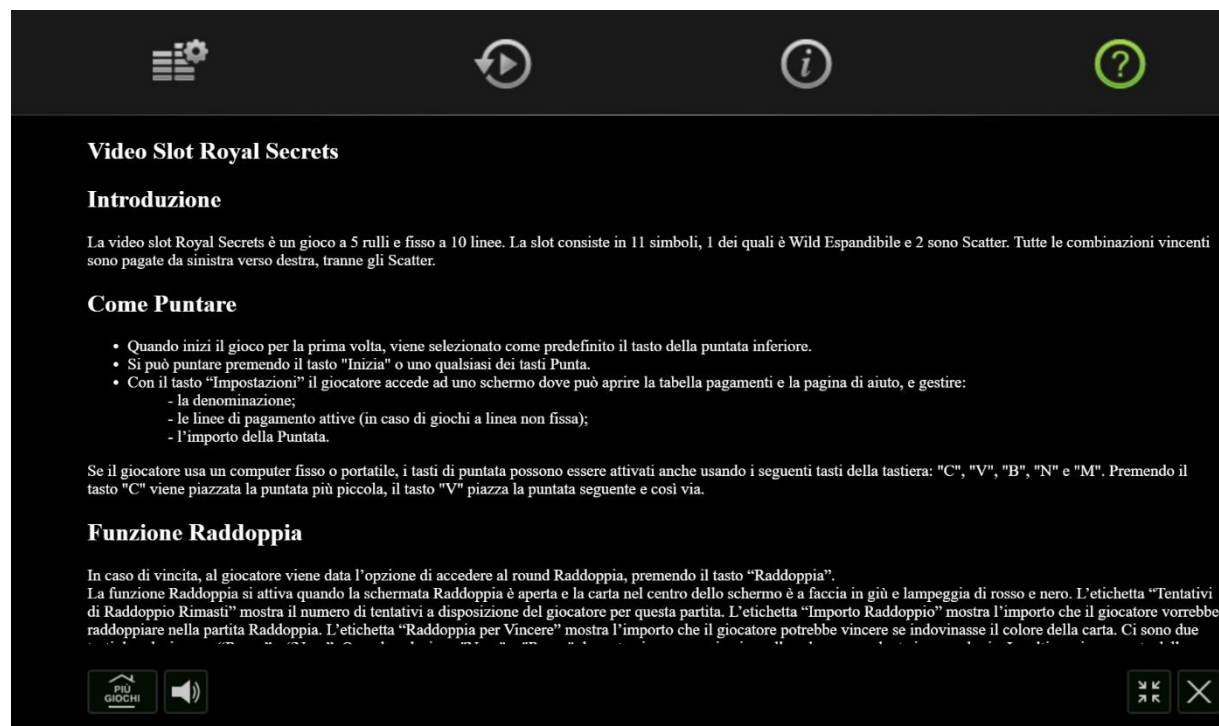 Video Slot Royal Secrets
Introduzione
La video slot Royal Secrets è un gioco a 5 rulli e fisso a 10 linee. La slot consiste in 11 simboli, 1 dei quali è Wild Espandibile e 2 sono Scatter. Tutte le combinazioni vincenti
sono pagate da sinistra verso destra, tranne gli Scatter.
Come Puntare
• Quando inizi il gioco per la prima volta, viene selezionato come predefinito il tasto della puntata inferiore.
• Si può puntare premendo il tasto "Inizia" o uno qualsiasi dei tasti Punta.
• Con il tasto “Impostazioni” il giocatore accede ad uno schermo dove può aprire la tabella pagamenti e la pagina di aiuto, e gestire:
- la denominazione;
- le linee di pagamento attive (in caso di giochi a linea non fissa);
- l’importo della Puntata.
Se il giocatore usa un computer fisso o portatile, i tasti di puntata possono essere attivati anche usando i seguenti tasti della tastiera: "C", "V", "B", "N" e "M". Premendo il
tasto "C" viene piazzata la puntata più piccola, il tasto "V" piazza la puntata seguente e così via.
Funzione Raddoppia
In caso di vincita, al giocatore viene data l’opzione di accedere al round Raddoppia, premendo il tasto “Raddoppia”.
La funzione Raddoppia si attiva quando la schermata Raddoppia è aperta e la carta nel centro dello schermo è a faccia in giù e lampeggia di rosso e nero. L’etichetta “Tentativi
di Raddoppio Rimasti” mostra il numero di tentativi a disposizione del giocatore per questa partita. L’etichetta “Importo Raddoppio” mostra l’importo che il giocatore vorrebbe
raddoppiare nella partita Raddoppia. L’etichetta “Raddoppia per Vincere” mostra l’importo che il giocatore potrebbe vincere se indovinasse il colore della carta. Ci sono due
PIÙ
GIOCHI